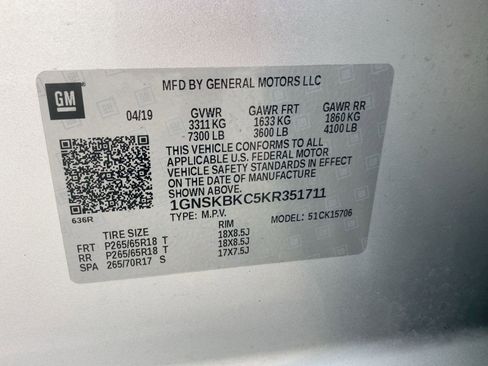 MFD BY GENERAL MOTORS LLC
GM
04/19 GVWR GAWR FRT GAWR RR
3311 KG 1633 KG 1860 KG
7300 LB 3600 LB 4100 LB
THIS VEHICLE CONFORMS TO ALL
APPLICABLE U.S. FEDERAL MOTOR
VEHICLE SAFETY STANDARDS IN EFFECT
ON THE DATE OF MANUFACTURE
SHOWN ABOVE.
1GNSKBKC5KR351711
636R
TYPE: M.P.V. MODEL: 51CK15706
TIRE SIZE RIM
FRT P265/65R18 T 18X8.5J
RR P265/65R18 T 18X8.5J
SPA 265/70R17 S 17X7.5J